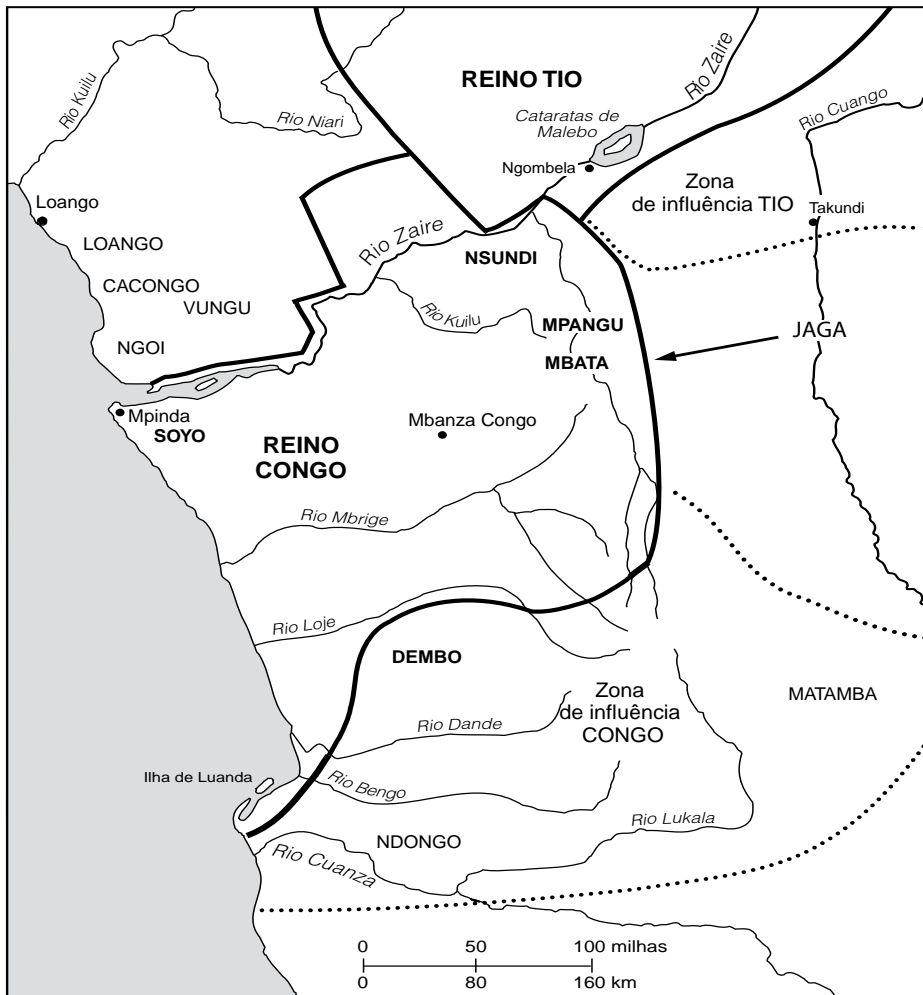 REINO TIO
Rio Zaire
Rio Kuilu
Rio Niari
Cataratas de
Malebo
Rio Cuango
Ngombela
Zona
de influência TIO
Takundi
Loango
LOANGO
Rio Zaire
NSUNDI
CACONGO
VUNGU
Rio Kuilu
MPANGU
JAGA
NGOI
MBATA
Mpinda
SOYO
Mbanza Congo
REINO
CONGO
Rio Mbrige
Rio Loje
DEMBO
Zona
de influência
CONGO
MATAMBA
Rio Dande
Ilha de Luanda
Rio Bengo
Rio Lukala
NDONGO
Rio Cuanza
0 50 100 milhas
0 80 160 km